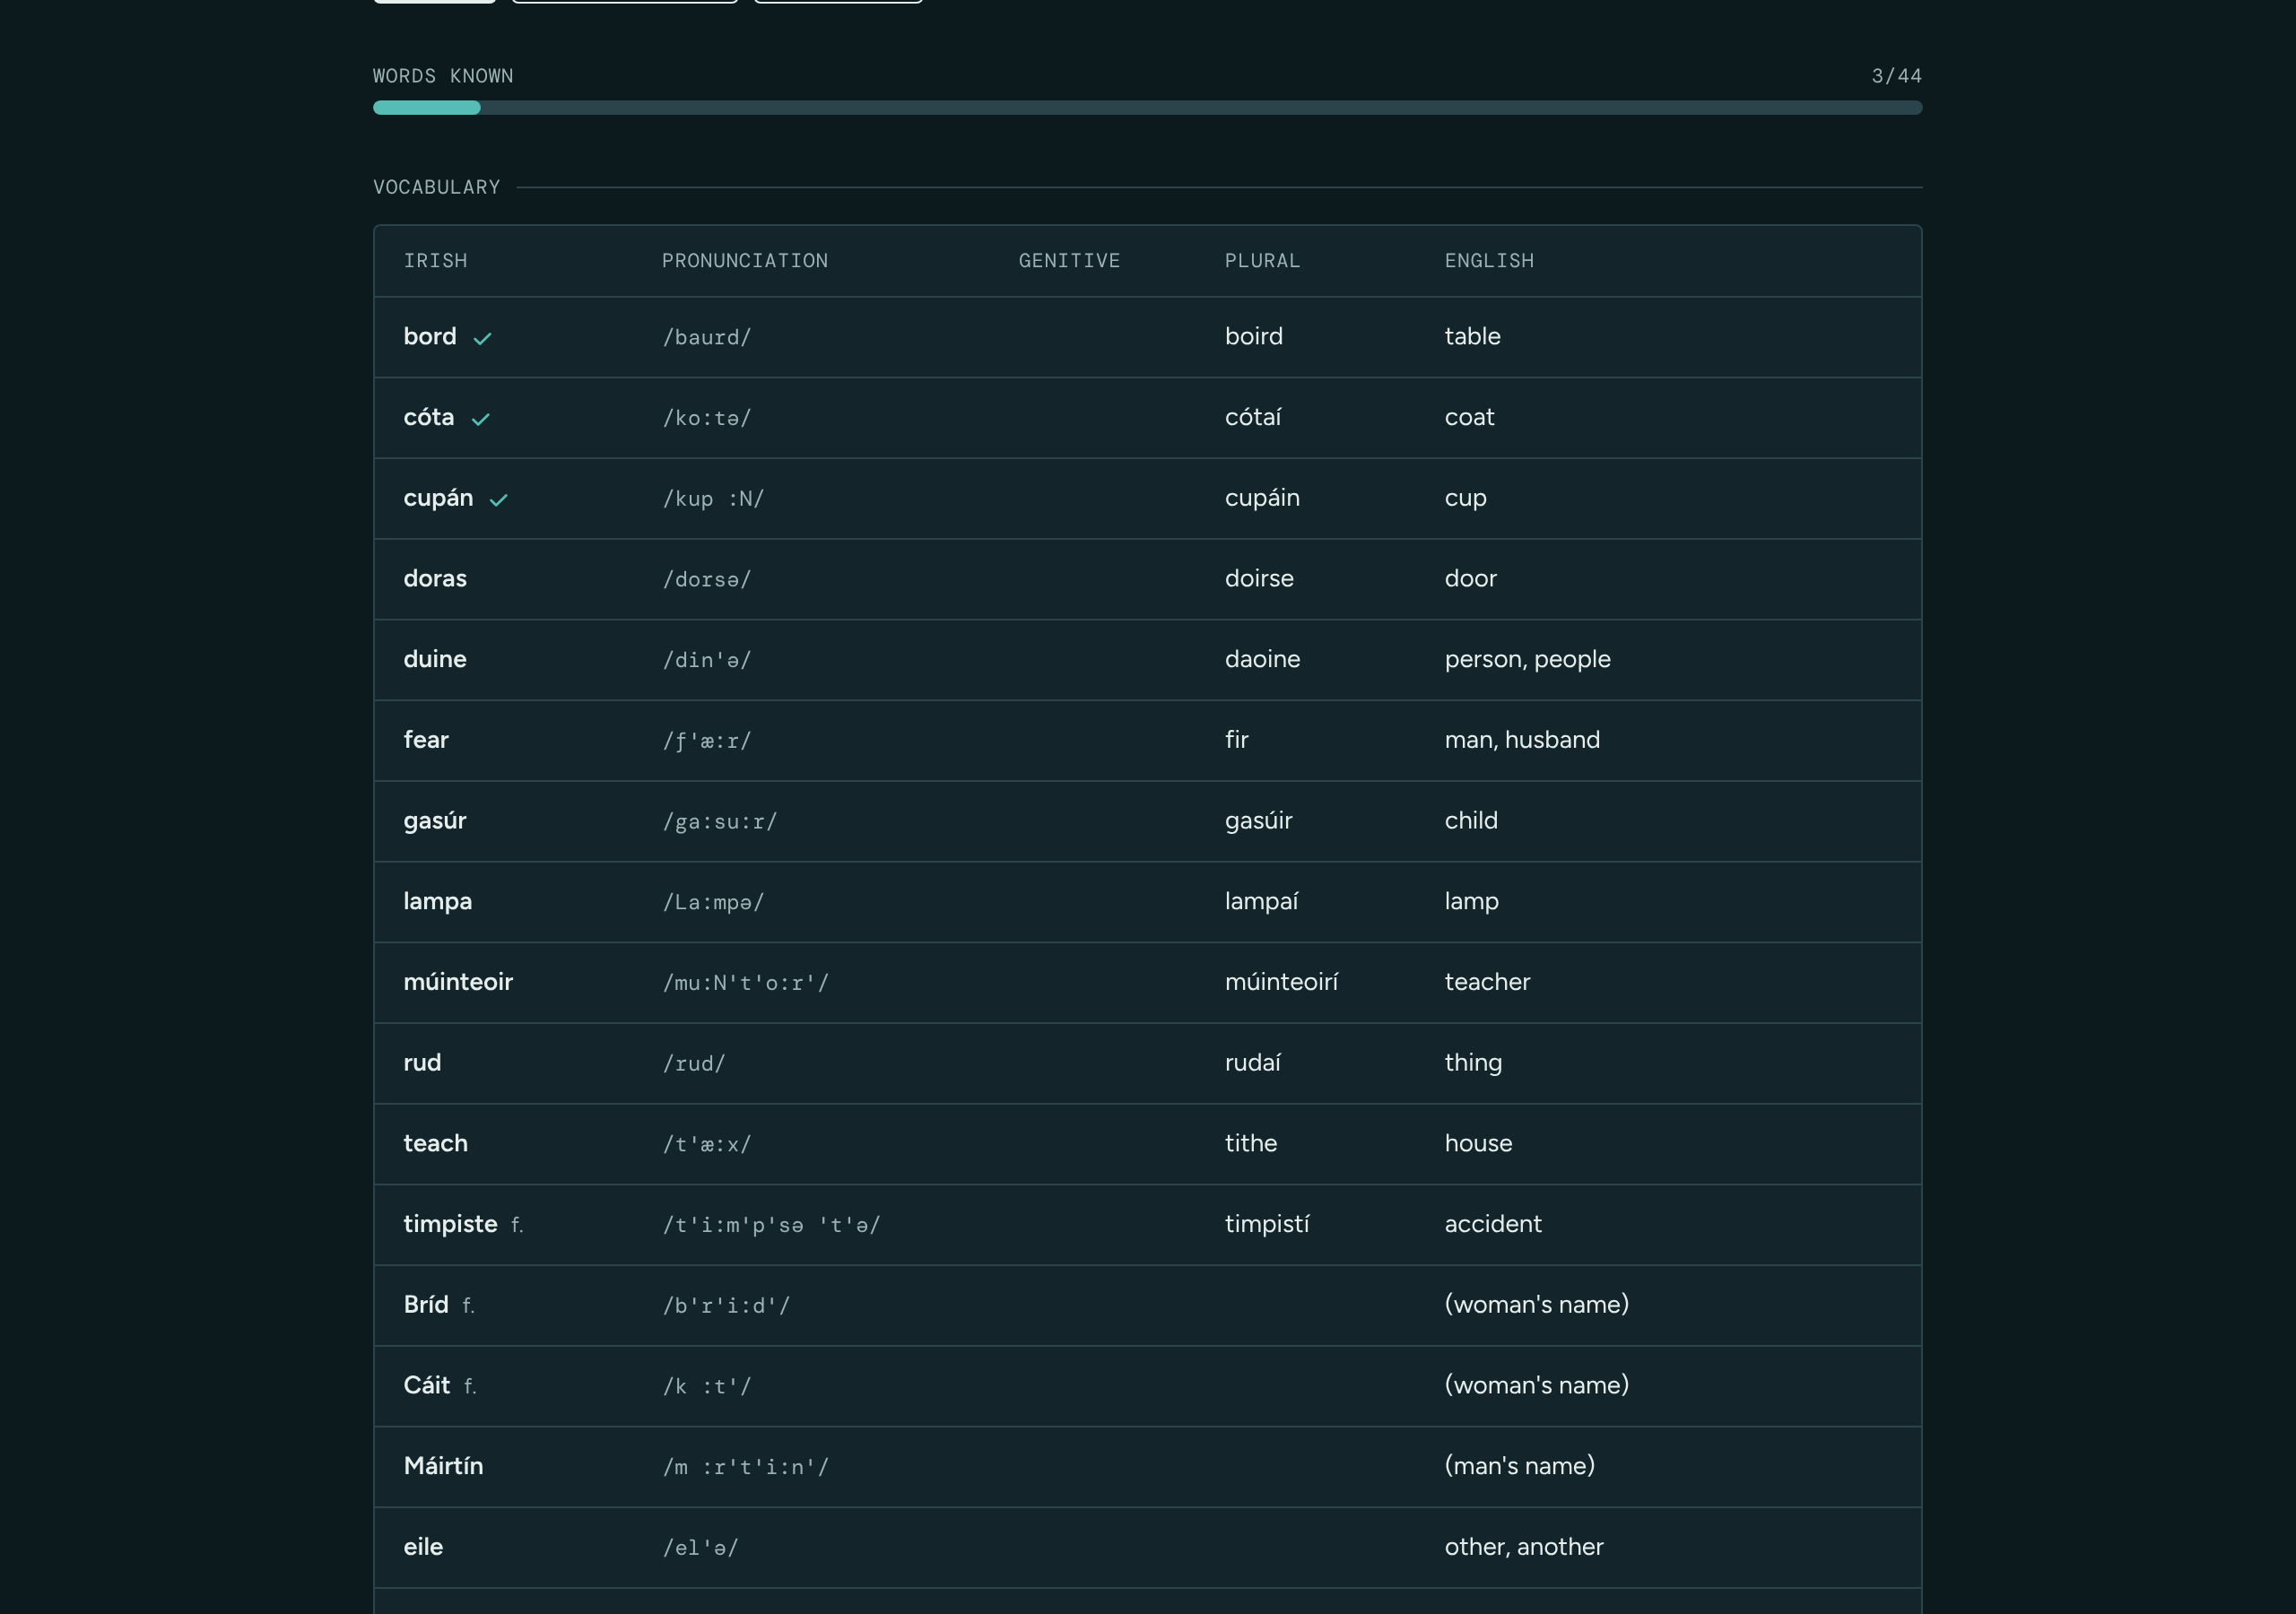 WORDS KNOWN 3/44
VOCABULARY
IRISH PRONUNCIATION GENITIVE PLURAL ENGLISH
bord ✓ /baurd/ boird table
cóta ✓ /ko:tə/ cótaí coat
cupán ✓ /kup :N/ cupáin cup
doras /dorsə/ doirse door
duine /din'ə/ daoine person, people
fear /f'æ:r/ fir man, husband
gasúr /ga:su:r/ gasúir child
lampa /La:mpə/ lampaí lamp
múinteoir /mu:N't'o:r'/ múinteoirí teacher
rud /rud/ rudaí thing
teach /t'æ:x/ tithe house
timpiste f. /t'i:m'p'sə 't'ə/ timpistí accident
Bríd f. /b'r'i:d'/ (woman's name)
Cáit f. /k :t'/ (woman's name)
Máirtín /m :r't'i:n'/ (man's name)
eile /el'ə/ other, another